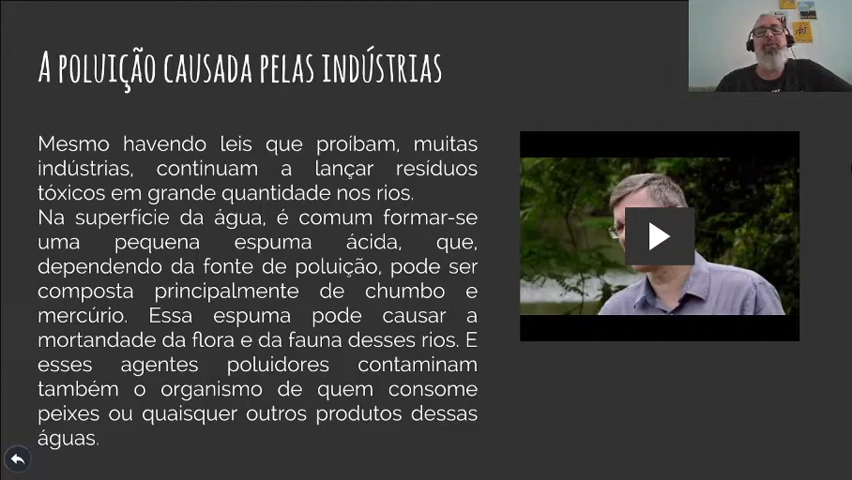 A POLUIÇÃO CAUSADA PELAS INDÚSTRIAS
Mesmo havendo leis que proíbam, muitas
indústrias, continuam a lançar resíduos
tóxicos em grande quantidade nos rios.
Na superfície da água, é comum formar-se
uma pequena espuma ácida, que,
dependendo da fonte de poluição, pode ser
composta principalmente de chumbo e
mercúrio. Essa espuma pode causar a
mortandade da flora e da fauna desses rios. E
esses agentes poluidores contaminam
também o organismo de quem consome
peixes ou quaisquer outros produtos dessas
águas.